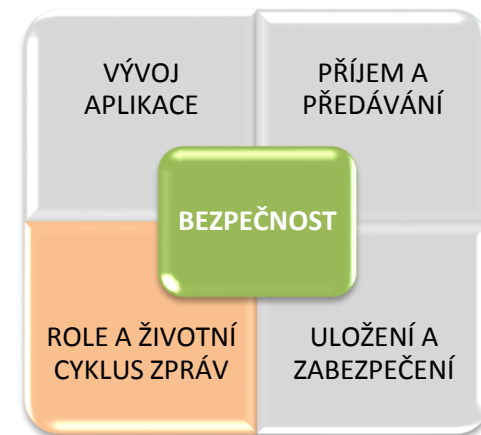 VÝVOJ
APLIKACE
PŘÍJEM A
PŘEDÁVÁNÍ
BEZPEČNOST
ROLE A ŽIVOTNÍ
CYKLUS ZPRÁV
ULOŽENÍ A
ZABEZPEČENÍ